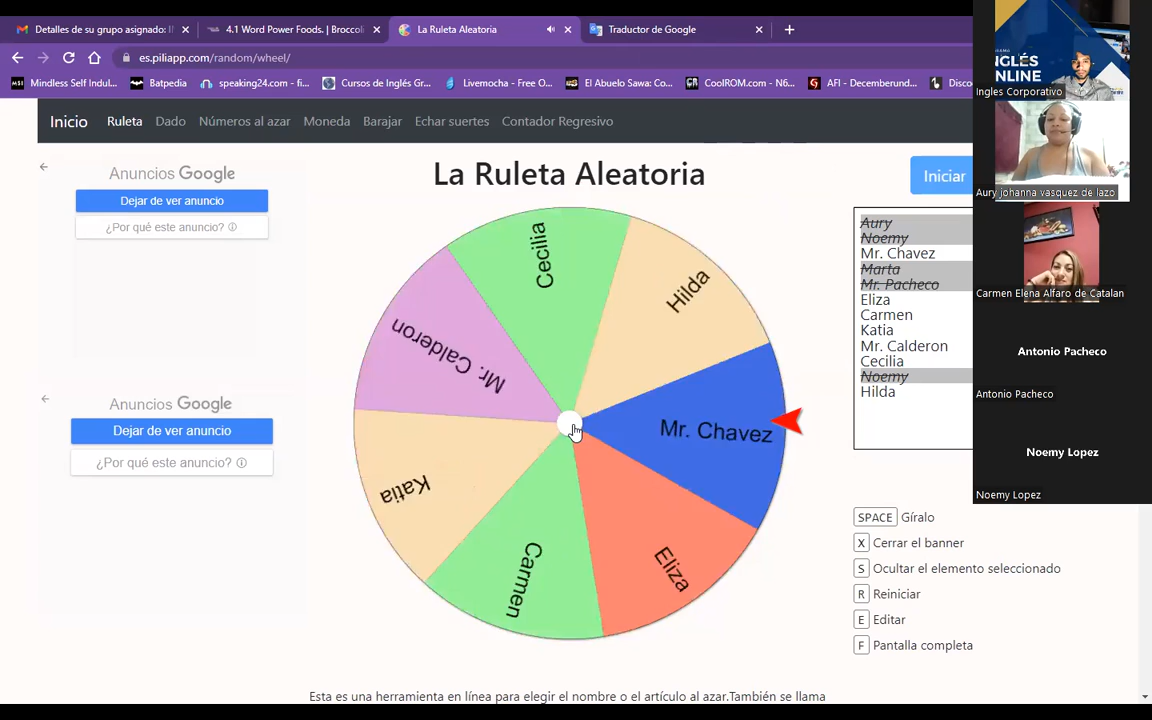 Detalles de su grupo asignado: I
4.1 Word Power Foods. | Broccoli
La Ruleta Aleatoria
Traductor de Google
es.piliapp.com/random/wheel/
Mindless Self Indul...
Batpedia
speaking24.com - fi...
Cursos de Inglés Gr...
Livemocha - Free O...
El Abuelo Sawa: Co...
CoolROM.com - N6...
AFI - Decemberund...
Disco
Inicio
Ruleta
Dado
Números al azar
Moneda
Barajar
Echar suertes
Contador Regresivo
Anuncios Google
Dejar de ver anuncio
¿Por qué este anuncio?
Anuncios Google
Dejar de ver anuncio
¿Por qué este anuncio?
La Ruleta Aleatoria
Cecilia
Hilda
Mr. Chavez
Eliza
Carmen
Katia
Mr. Calderon
Iniciar
Aury
Noemy
Mr. Chavez
Marta
Mr. Pacheco
Eliza
Carmen
Katia
Mr. Calderon
Cecilia
Noemy
Hilda
SPACE Gíralo
X Cerrar el banner
S Ocultar el elemento seleccionado
R Reiniciar
E Editar
F Pantalla completa
Esta es una herramienta en línea para elegir el nombre o el artículo al azar.También se llama
NGLÉS
ONLINE
Ingles Corporativo
Aury johanna vasquez de lazo
Carmen Elena Alfaro de Catalan
Antonio Pacheco
Antonio Pacheco
Noemy Lopez
Noemy Lopez